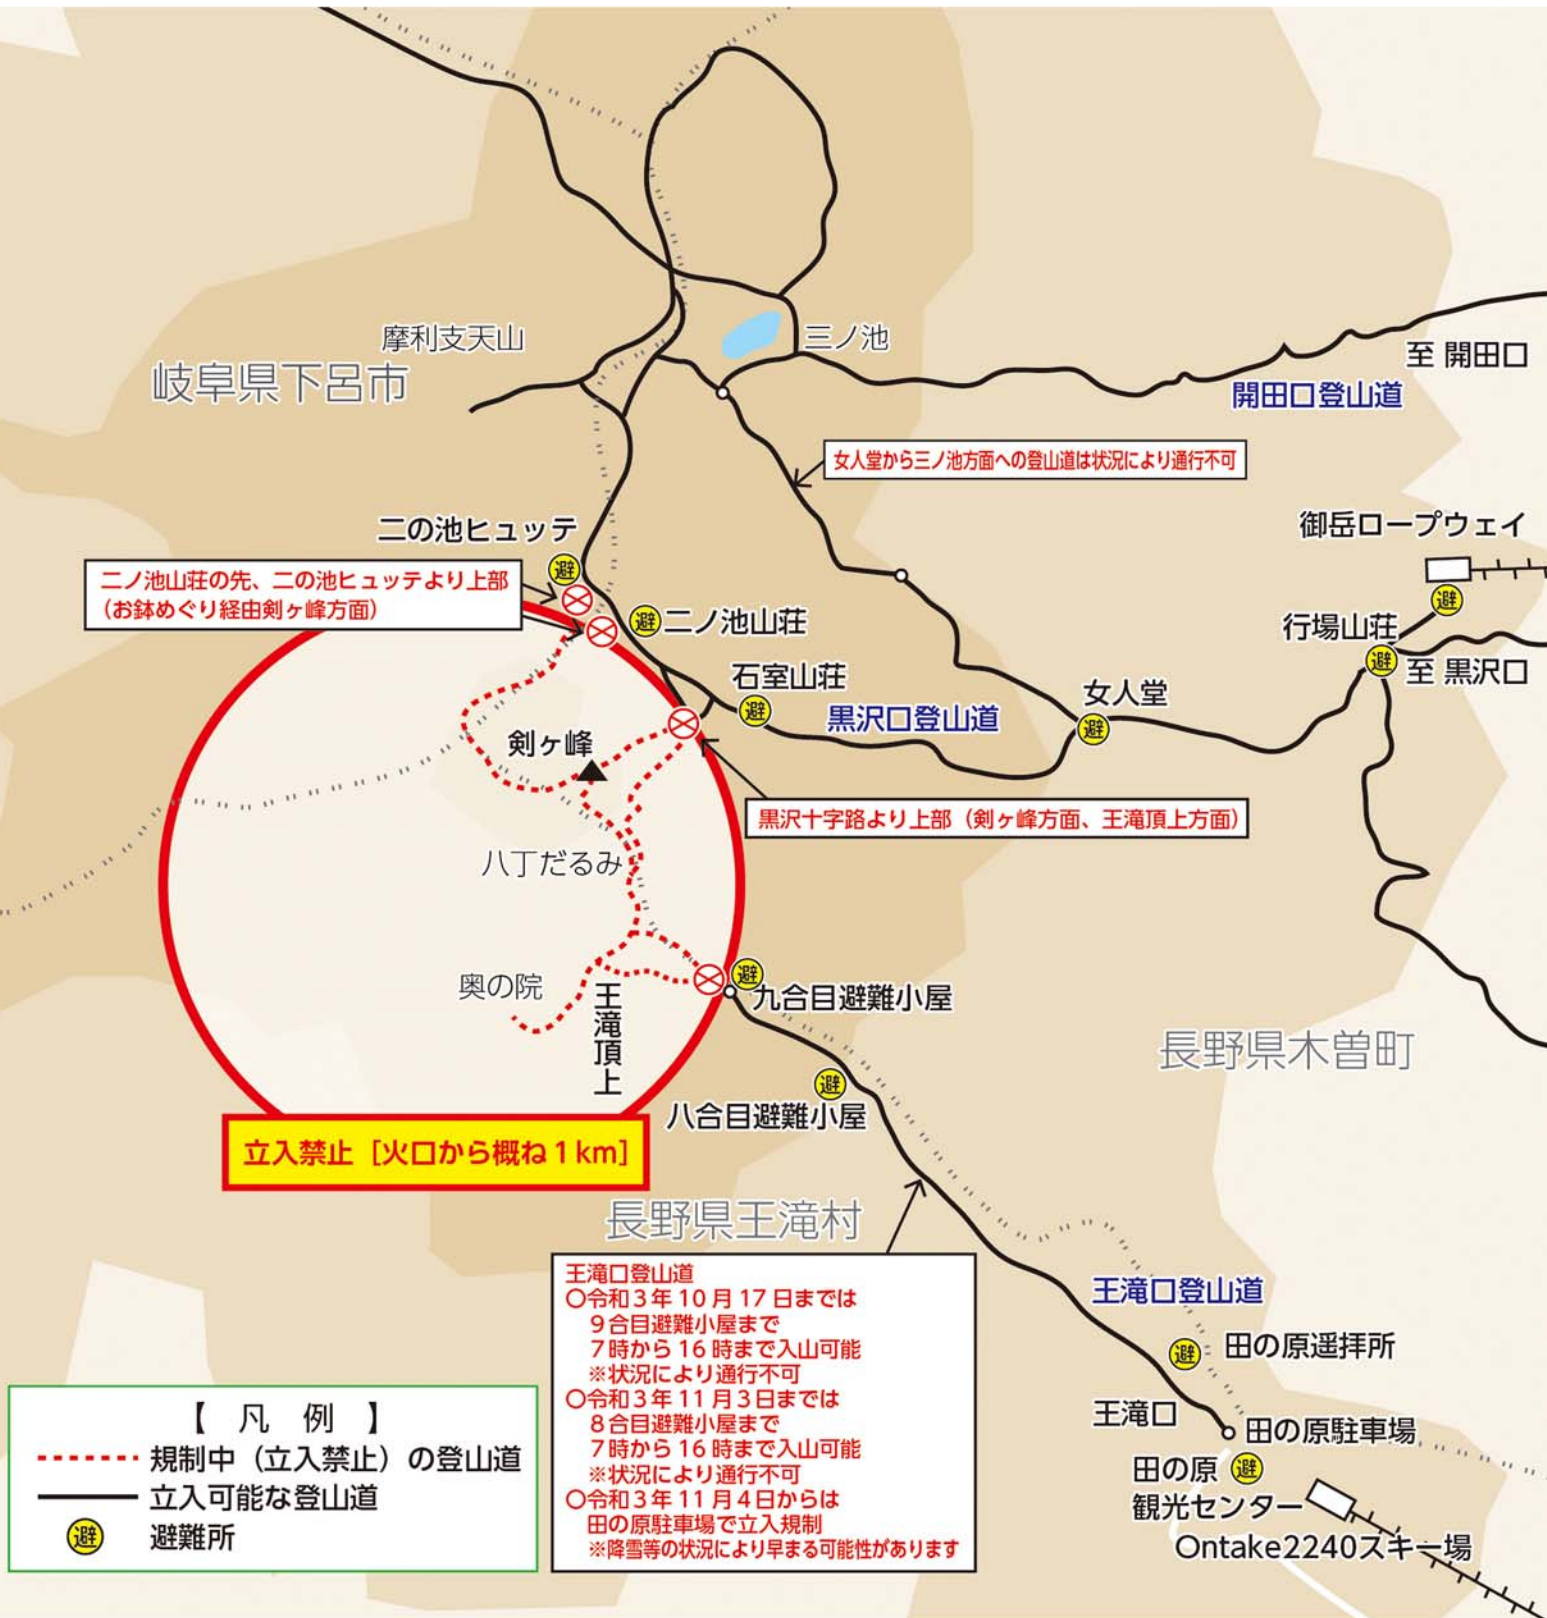 摩利支天山
三ノ池
岐阜県下呂市
至 開田口
開田口登山道
女人堂から三ノ池方面への登山道は状況により通行不可
御岳ロープウェイ
二の池ヒュッテ
避
二ノ池山荘の先、二の池ヒュッテより上部
(お鉢めぐり経由剣ヶ峰方面)
避
避
二ノ池山荘
行場山荘
避
至 黒沢口
石室山荘
避
黒沢口登山道
女人堂
避
剣ヶ峰
黒沢十字路より上部(剣ヶ峰方面、王滝頂上方面)
八丁だるみ
奥の院
王滝頂上
避
九合目避難小屋
長野県木曽町
避
八合目避難小屋
立入禁止[火口から概ね1km]
長野県王滝村
王滝口登山道
○令和3年10月17日までは
9合目避難小屋まで
7時から16時まで入山可能
※状況により通行不可
○令和3年11月3日までは
8合目避難小屋まで
7時から16時まで入山可能
※状況により通行不可
○令和3年11月4日からは
田の原駐車場で立入規制
※降雪等の状況により早まる可能性があります
王滝口登山道
避
田の原遥拝所
王滝口
田の原駐車場
田の原
避
観光センター
Ontake2240スキー場
【 凡 例 】
規制中(立入禁止)の登山道
立入可能な登山道
避
避難所